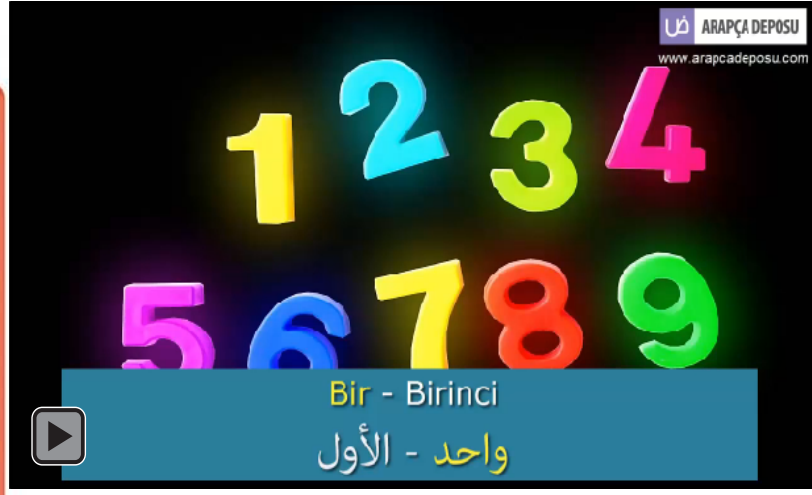 ض ARAPÇA DEPOSU
www.arapcadeposu.com
1 2 3 4
5 6 7 8 9
Bir - Birinci
واحد - الأول